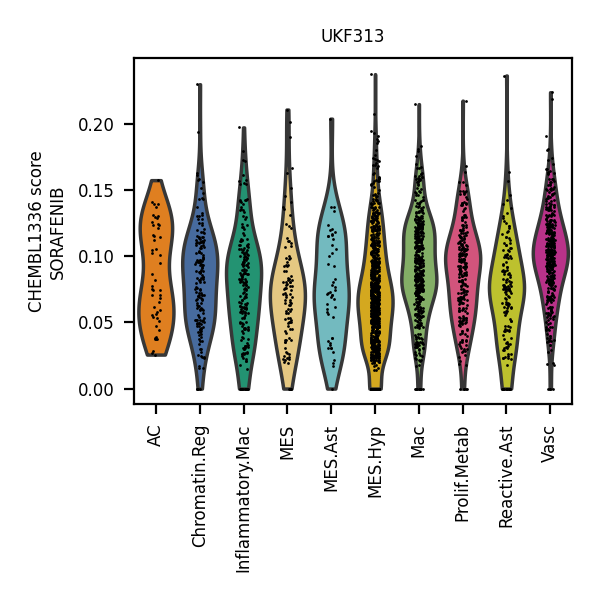 UKF313
CHEMBL1336 score
SORAFENIB
0.20
0.15
0.10
0.05
0.00
AC
Chromatin.Reg
Inflammatory.Mac
MES
MES.Ast
MES.Hyp
Mac
Prolif.Metab
Reactive.Ast
Vasc